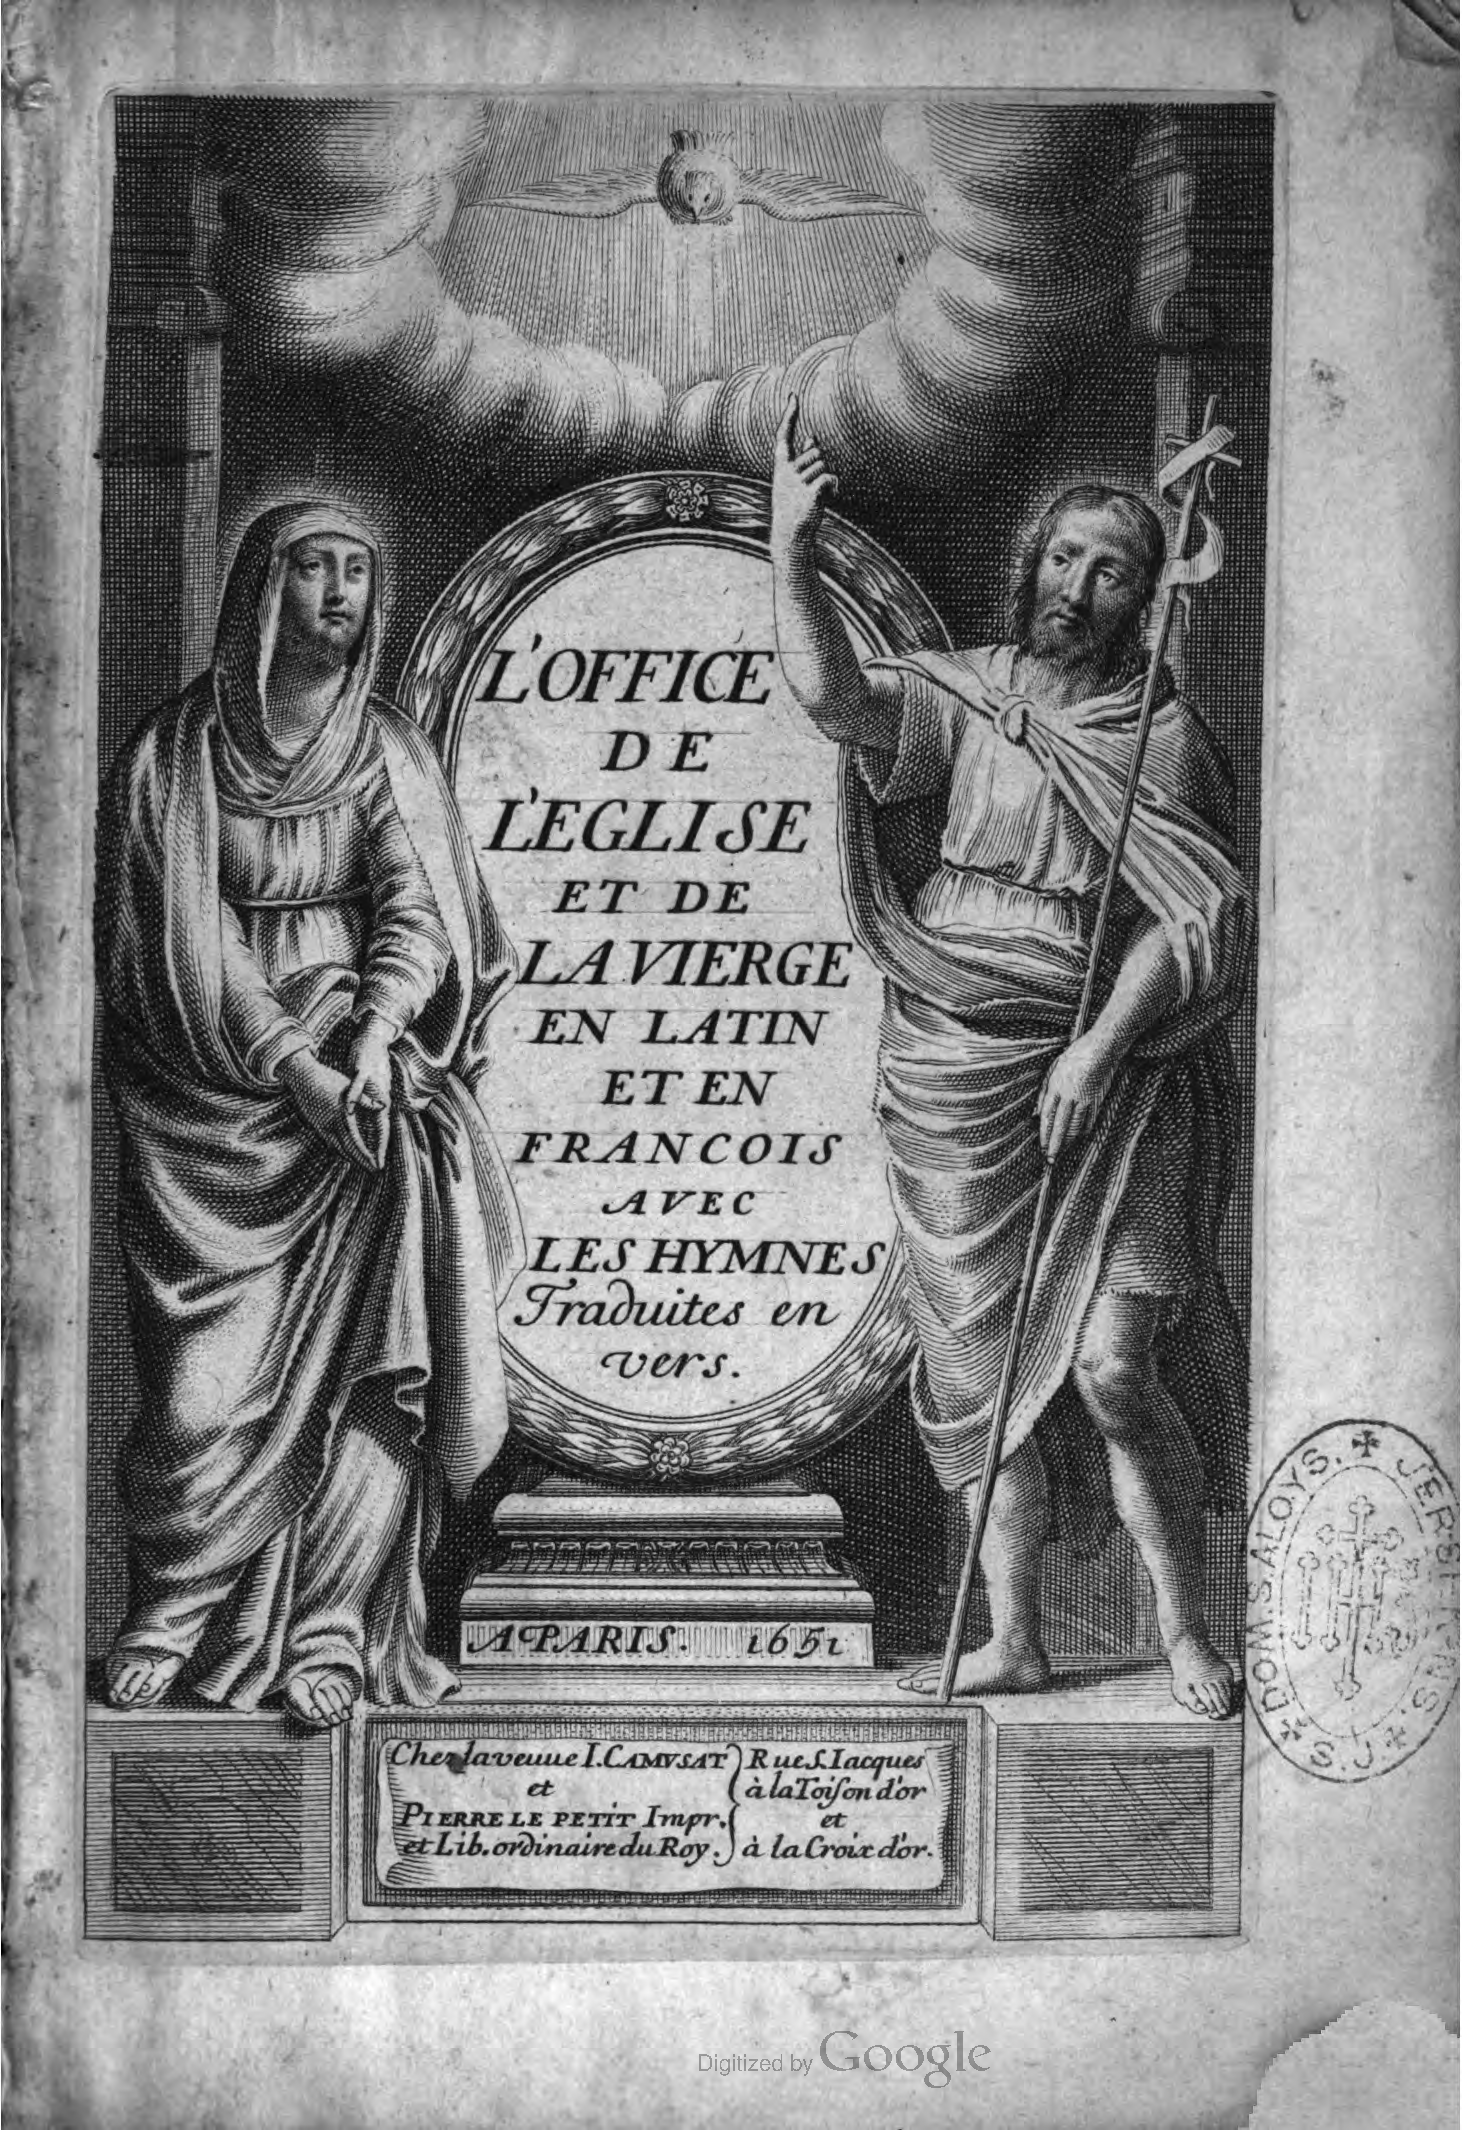 L'OFFICE
DE
L'EGLISE
ET DE
LA VIERGE
EN LATIN
ET EN
FRANCOIS
AVEC
LES HYMNES
Traduites en
vers.
A PARIS. 1651
Chez la veuue I. CAMVSAT
et
PIERRE LE PETIT Impr.
et Lib. ordinaire du Roy.
Rue S. Iacques
à la Toiſon d'or
et
à la Croix d'or.
DOM. S. ALOYS. ✠ JERSEIENS ✠ S.J. ✠
Digitized by Google